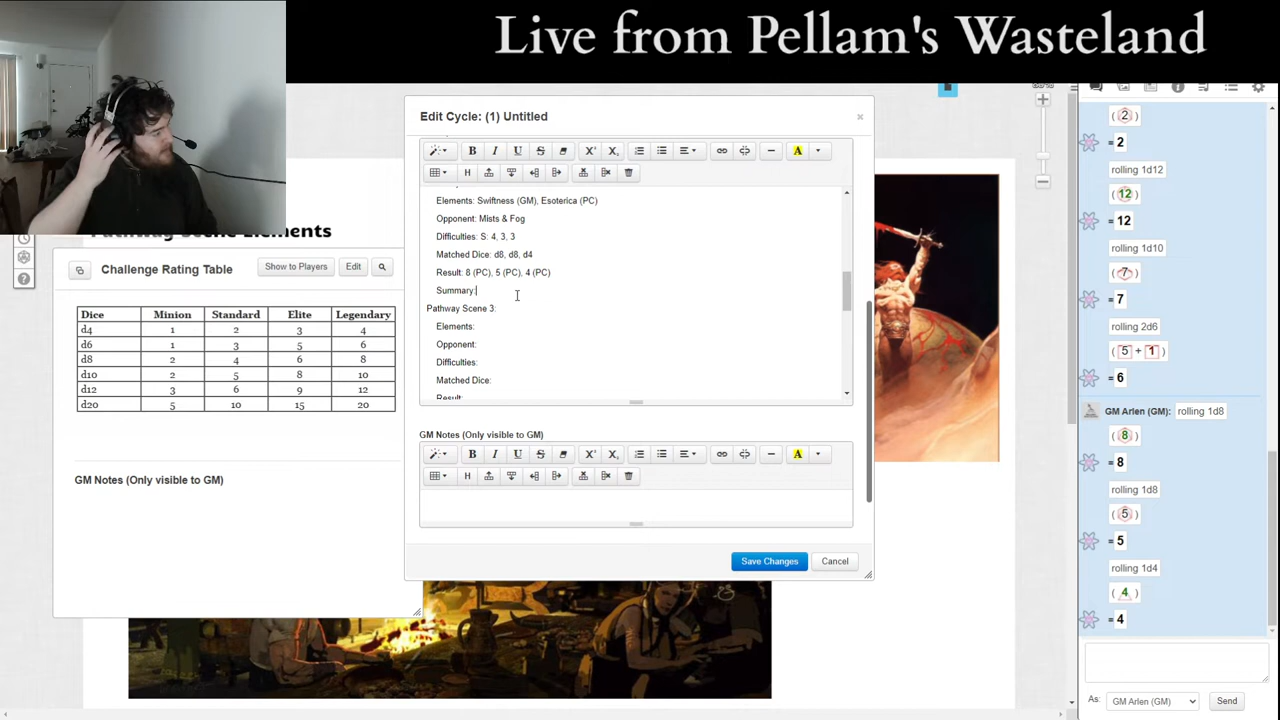 Live from Pellam's Wasteland
Edit Cycle: (1) Untitled
×
Elements: Swiftness (GM), Esoterica (PC)
Opponent: Mists & Fog
Difficulties: S: 4, 3, 3
Matched Dice: d8, d8, d4
Result: 8 (PC), 5 (PC), 4 (PC)
Summary:
Pathway Scene 3:
Elements:
Opponent:
Difficulties:
Matched Dice:
Result:
GM Notes (Only visible to GM)
Save Changes
Cancel
Pathway Scene Elements
Challenge Rating Table
Show to Players
Edit
Dice Minion Standard Elite Legendary
d4 1 2 3 4
d6 1 3 5 6
d8 2 4 6 8
d10 2 5 8 10
d12 3 6 9 12
d20 5 10 15 20
GM Notes (Only visible to GM)
(2)
= 2
rolling 1d12
(12)
= 12
rolling 1d10
(7)
= 7
rolling 2d6
(5 + 1)
= 6
GM Arlen (GM): rolling 1d8
(8)
= 8
rolling 1d8
(5)
= 5
rolling 1d4
(4)
= 4
As: GM Arlen (GM)
Send